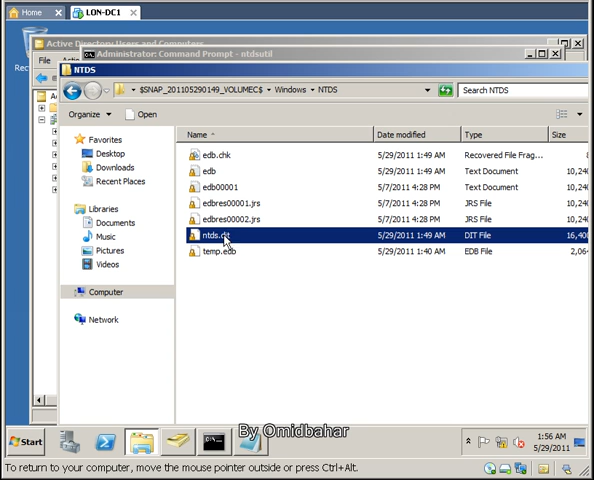 Home
LON-DC1
Active Directory Users and Computers
Administrator: Command Prompt - ntdsutil
Rec
File
NTDS
$SNAP_201105290149_VOLUMEC$ Windows NTDS
Search NTDS
Organize Open
Name Date modified Type Size
Favorites
Desktop
Downloads
Recent Places
Libraries
Documents
Music
Pictures
Videos
Computer
Network
edb.chk 5/29/2011 1:49 AM Recovered File Frag...
edb 5/29/2011 1:49 AM Text Document 10,240
edb00001 5/7/2011 4:28 PM Text Document 10,240
edbres00001.jrs 5/7/2011 4:28 PM JRS File 10,240
edbres00002.jrs 5/7/2011 4:28 PM JRS File 10,240
ntds.dit 5/29/2011 1:49 AM DIT File 16,400
temp.edb 5/29/2011 1:40 AM EDB File 2,06
By Omidbahar
Start
1:56 AM
5/29/2011
To return to your computer, move the mouse pointer outside or press Ctrl+Alt.